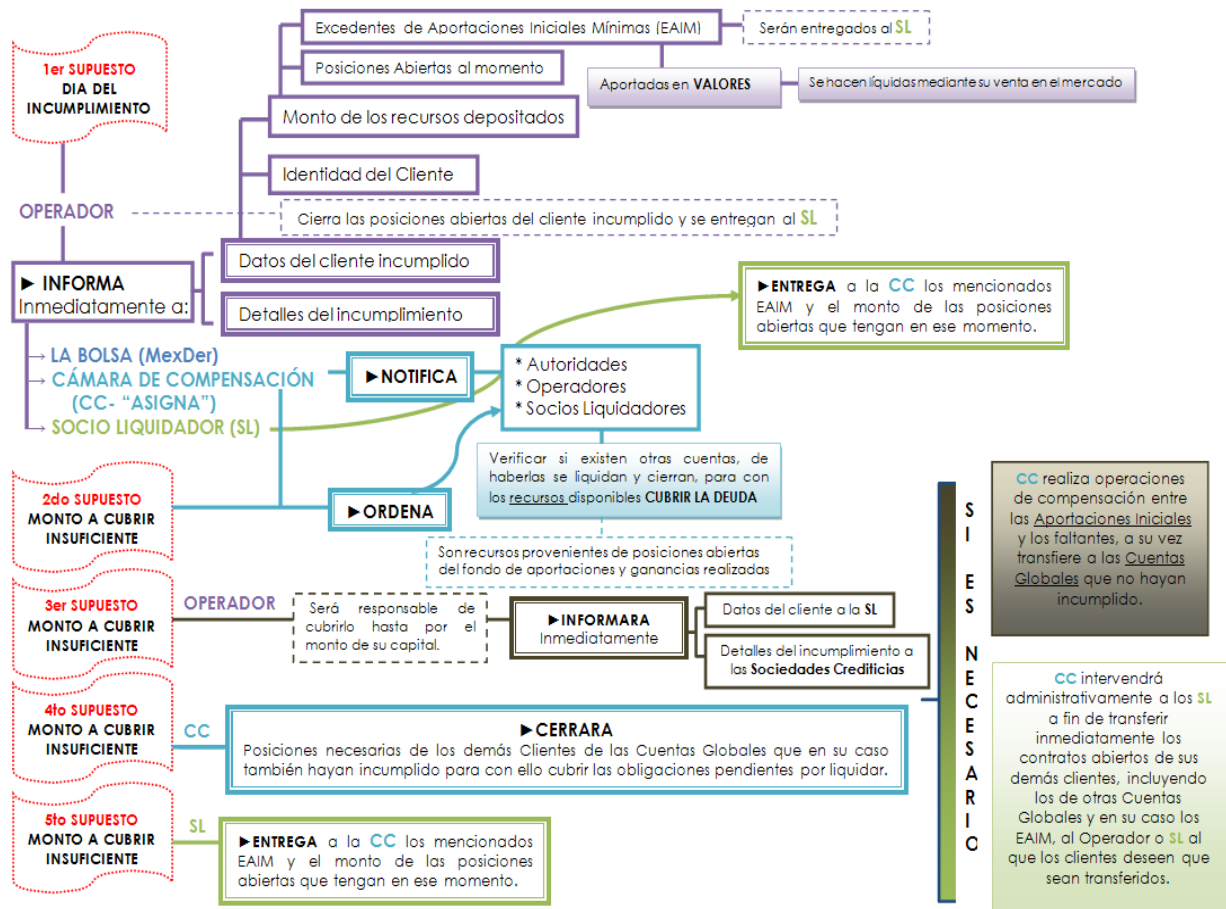 1er SUPUESTO
DIA DEL
INCUMPLIMIENTO
Excedentes de Aportaciones Iniciales Mínimas (EAIM)
Serán entregados al SL
Posiciones Abiertas al momento
Aportadas en VALORES
Se hacen líquidas mediante su venta en el mercado
Monto de los recursos depositados
Identidad del Cliente
OPERADOR
Cierra las posiciones abiertas del cliente incumplido y se entregan al SL
Datos del cliente incumplido
► INFORMA
Inmediatamente a:
Detalles del incumplimiento
►ENTREGA a la CC los mencionados
EAIM y el monto de las posiciones
abiertas que tengan en ese momento.
LA BOLSA (MexDer)
CÁMARA DE COMPENSACIÓN
(CC- “ASIGNA”)
SOCIO LIQUIDADOR (SL)
►NOTIFICA
* Autoridades
* Operadores
* Socios Liquidadores
Verificar si existen otras cuentas, de
haberlas se liquidan y cierran, para con
los recursos disponibles CUBRIR LA DEUDA
2do SUPUESTO
MONTO A CUBRIR
INSUFICIENTE
►ORDENA
Son recursos provenientes de posiciones abiertas
del fondo de aportaciones y ganancias realizadas
3er SUPUESTO
MONTO A CUBRIR
INSUFICIENTE
OPERADOR
Será responsable de
cubrirlo hasta por el
monto de su capital.
►INFORMARA
Inmediatamente
Datos del cliente a la SL
Detalles del incumplimiento a
las Sociedades Crediticias
4to SUPUESTO
MONTO A CUBRIR
INSUFICIENTE
CC
►CERRARA
Posiciones necesarias de los demás Clientes de las Cuentas Globales que en su caso
también hayan incumplido para con ello cubrir las obligaciones pendientes por liquidar.
5to SUPUESTO
MONTO A CUBRIR
INSUFICIENTE
SL
►ENTREGA a la CC los mencionados
EAIM y el monto de las posiciones
abiertas que tengan en ese momento.
SI ES NECESARIO
CC realiza operaciones
de compensación entre
las Aportaciones Iniciales
y los faltantes, a su vez
transfiere a las Cuentas
Globales que no hayan
incumplido.
CC intervendrá
administrativamente a los SL
a fin de transferir
inmediatamente los
contratos abiertos de sus
demás clientes, incluyendo
los de otras Cuentas
Globales y en su caso los
EAIM, al Operador o SL al
que los clientes deseen que
sean transferidos.